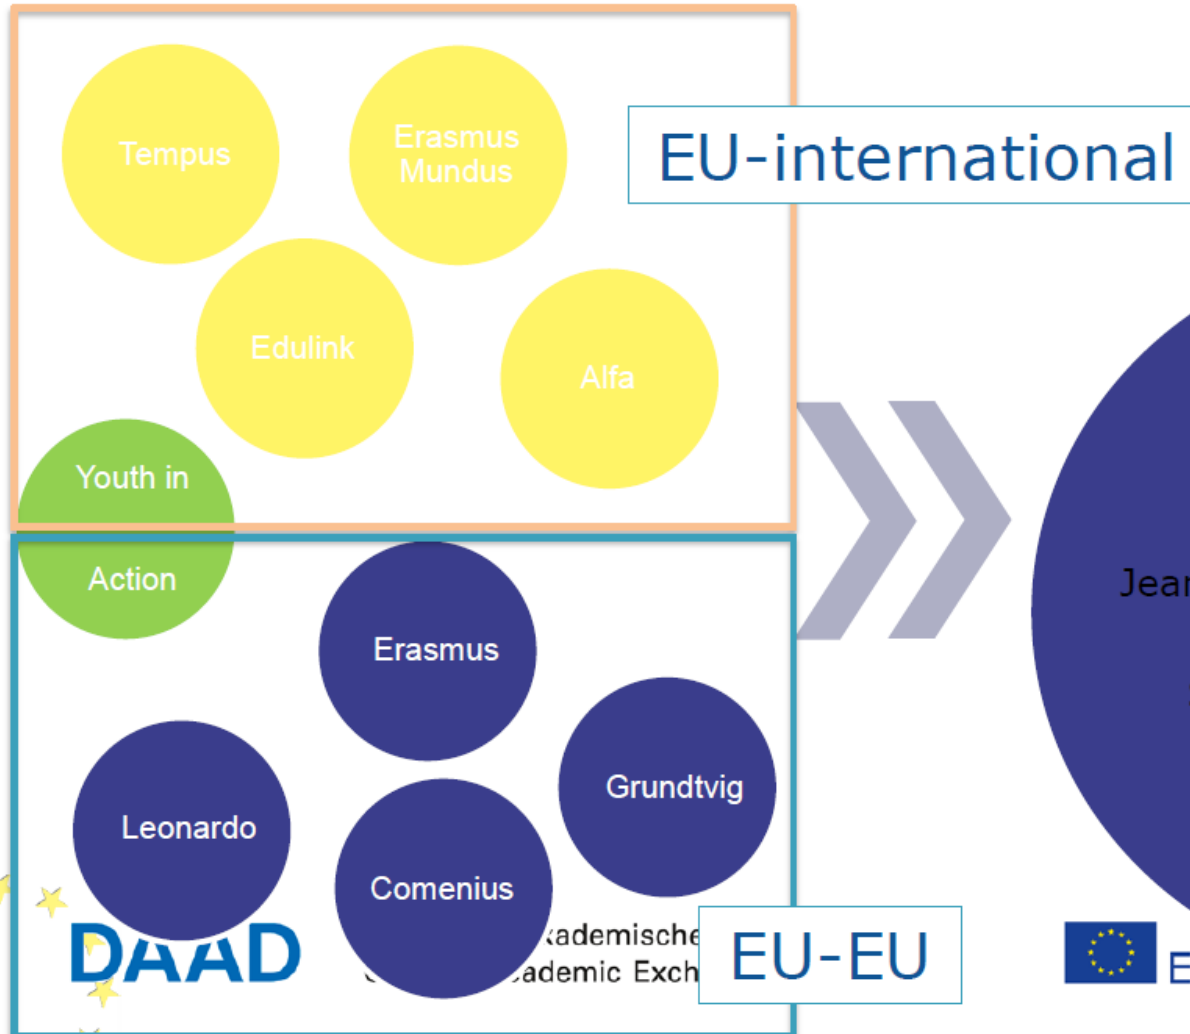 Tempus
Erasmus
Mundus
EU-international
Edulink
Alfa
Youth in
Action
Erasmus
Grundtvig
Leonardo
Comenius
DAAD
EU-EU